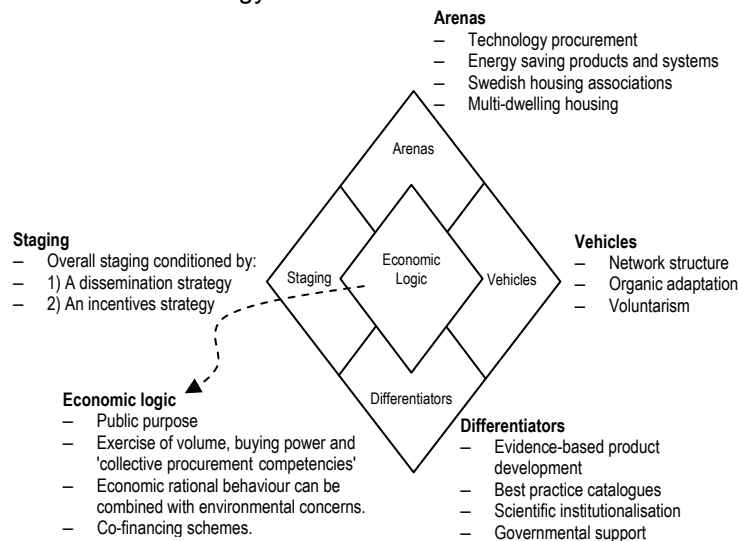 Arenas
– Technology procurement
– Energy saving products and systems
– Swedish housing associations
– Multi-dwelling housing
Arenas
Staging
– Overall staging conditioned by:
– 1) A dissemination strategy
– 2) An incentives strategy
Staging
Economic
Logic
Vehicles
Vehicles
– Network structure
– Organic adaptation
– Voluntarism
Differentiators
Economic logic
– Public purpose
– Exercise of volume, buying power and
'collective procurement competencies'
– Economic rational behaviour can be
combined with environmental concerns.
– Co-financing schemes.
Differentiators
– Evidence-based product
development
– Best practice catalogues
– Scientific institutionalisation
– Governmental support